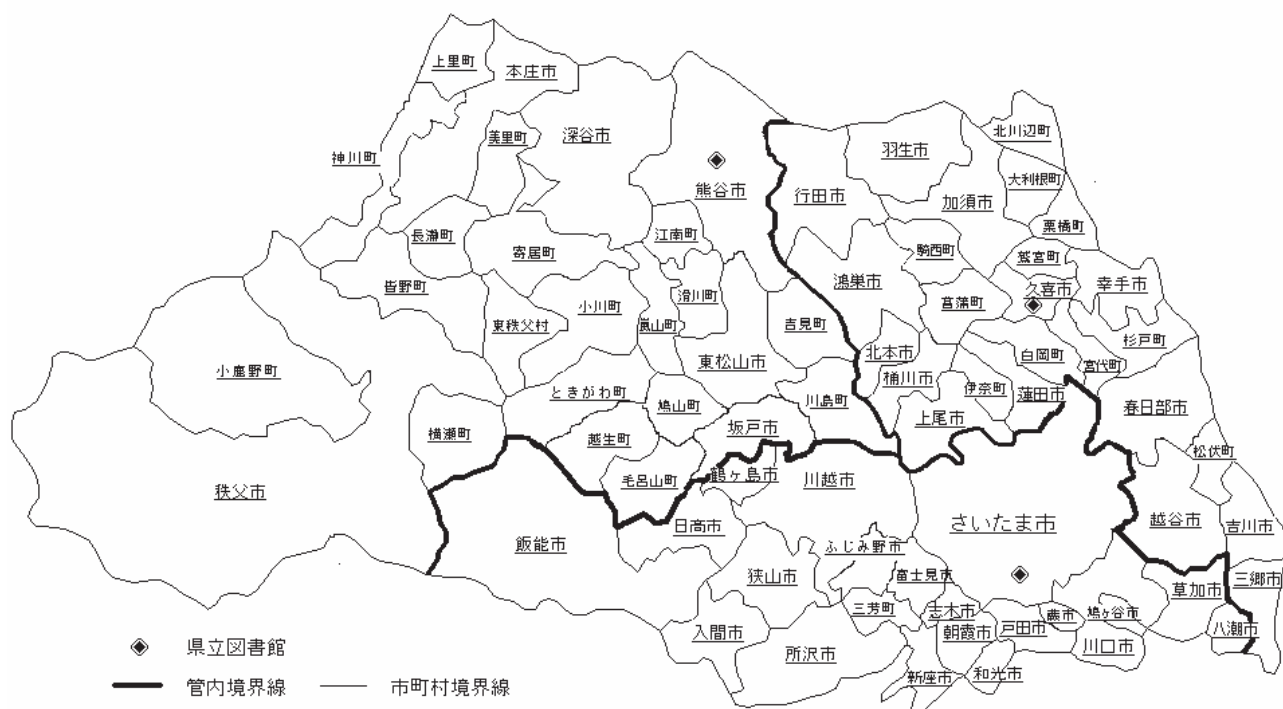 上里町
本庄市
神川町
美里町
深谷市
熊谷市
行田市
羽生市
北川辺町
大利根町
加須市
栗橋町
長瀞町
寄居町
江南町
騎西町
鷲宮町
皆野町
東秩父村
小川町
嵐山町
滑川町
吉見町
鴻巣市
菖蒲町
久喜市
幸手市
小鹿野町
東松山市
北本市
白岡町
杉戸町
宮代町
ときがわ町
鳩山町
川島町
桶川市
伊奈町
蓮田市
春日部市
横瀬町
越生町
坂戸市
上尾市
松伏町
秩父市
毛呂山町
鶴ヶ島市
川越市
飯能市
日高市
さいたま市
越谷市
吉川市
ふじみ野市
狭山市
富士見市
三芳町
志木市
入間市
所沢市
朝霞市
新座市
和光市
戸田市
蕨市
鳩ヶ谷市
川口市
草加市
三郷市
八潮市
県立図書館
管内境界線
市町村境界線